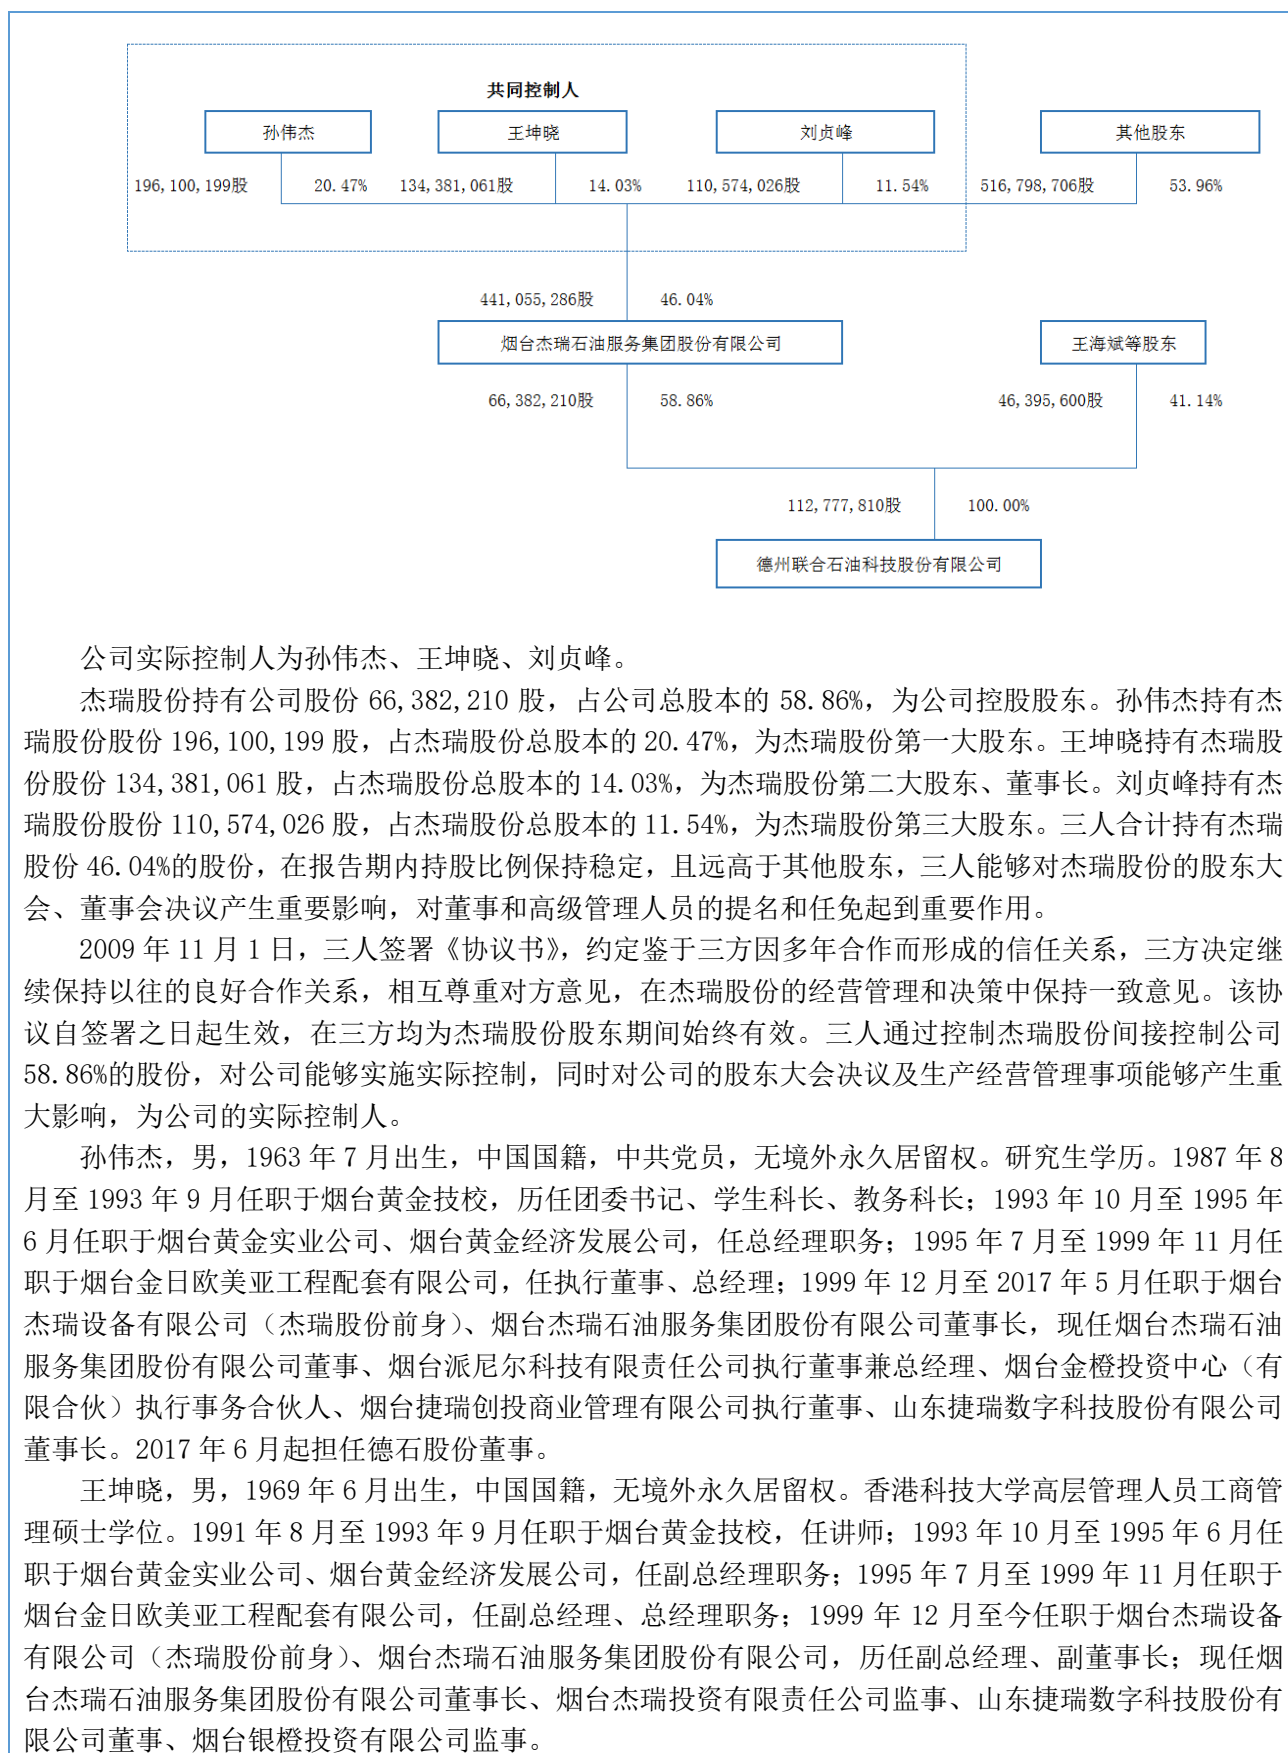 共同控制人
孙伟杰 王坤晓 刘贞峰 其他股东
196,100,199股 20.47% 134,381,061股 14.03% 110,574,026股 11.54% 516,798,706股 53.96%
441,055,286股 46.04%
烟台杰瑞石油服务集团股份有限公司 王海斌等股东
66,382,210股 58.86% 46,395,600股 41.14%
112,777,810股 100.00%
德州联合石油科技股份有限公司
公司实际控制人为孙伟杰、王坤晓、刘贞峰。
杰瑞股份持有公司股份 66,382,210 股，占公司总股本的 58.86%，为公司控股股东。孙伟杰持有杰
瑞股份股份 196,100,199 股，占杰瑞股份总股本的 20.47%，为杰瑞股份第一大股东。王坤晓持有杰瑞股
份股份 134,381,061 股，占杰瑞股份总股本的 14.03%，为杰瑞股份第二大股东、董事长。刘贞峰持有杰
瑞股份股份 110,574,026 股，占杰瑞股份总股本的 11.54%，为杰瑞股份第三大股东。三人合计持有杰瑞
股份 46.04%的股份，在报告期内持股比例保持稳定，且远高于其他股东，三人能够对杰瑞股份的股东大
会、董事会决议产生重要影响，对董事和高级管理人员的提名和任免起到重要作用。
2009 年 11 月 1 日，三人签署《协议书》，约定鉴于三方因多年合作而形成的信任关系，三方决定继
续保持以往的良好合作关系，相互尊重对方意见，在杰瑞股份的经营管理和决策中保持一致意见。该协
议自签署之日起生效，在三方均为杰瑞股份股东期间始终有效。三人通过控制杰瑞股份间接控制公司
58.86%的股份，对公司能够实施实际控制，同时对公司的股东大会决议及生产经营管理事项能够产生重
大影响，为公司的实际控制人。
孙伟杰，男，1963 年 7 月出生，中国国籍，中共党员，无境外永久居留权。研究生学历。1987 年 8
月至 1993 年 9 月任职于烟台黄金技校，历任团委书记、学生科长、教务科长；1993 年 10 月至 1995 年
6 月任职于烟台黄金实业公司、烟台黄金经济发展公司，任总经理职务；1995 年 7 月至 1999 年 11 月任
职于烟台金日欧美亚工程配套有限公司，任执行董事、总经理；1999 年 12 月至 2017 年 5 月任职于烟台
杰瑞设备有限公司（杰瑞股份前身）、烟台杰瑞石油服务集团股份有限公司董事长，现任烟台杰瑞石油
服务集团股份有限公司董事、烟台派尼尔科技有限责任公司执行董事兼总经理、烟台金橙投资中心（有
限合伙）执行事务合伙人、烟台捷瑞创投商业管理有限公司执行董事、山东捷瑞数字科技股份有限公司
董事长。2017 年 6 月起担任德石股份董事。
王坤晓，男，1969 年 6 月出生，中国国籍，无境外永久居留权。香港科技大学高层管理人员工商管
理硕士学位。1991 年 8 月至 1993 年 9 月任职于烟台黄金技校，任讲师；1993 年 10 月至 1995 年 6 月任
职于烟台黄金实业公司、烟台黄金经济发展公司，任副总经理职务；1995 年 7 月至 1999 年 11 月任职于
烟台金日欧美亚工程配套有限公司，任副总经理、总经理职务；1999 年 12 月至今任职于烟台杰瑞设备
有限公司（杰瑞股份前身）、烟台杰瑞石油服务集团股份有限公司，历任副总经理、副董事长；现任烟
台杰瑞石油服务集团股份有限公司董事长、烟台杰瑞投资有限责任公司监事、山东捷瑞数字科技股份有
限公司董事、烟台银橙投资有限公司监事。